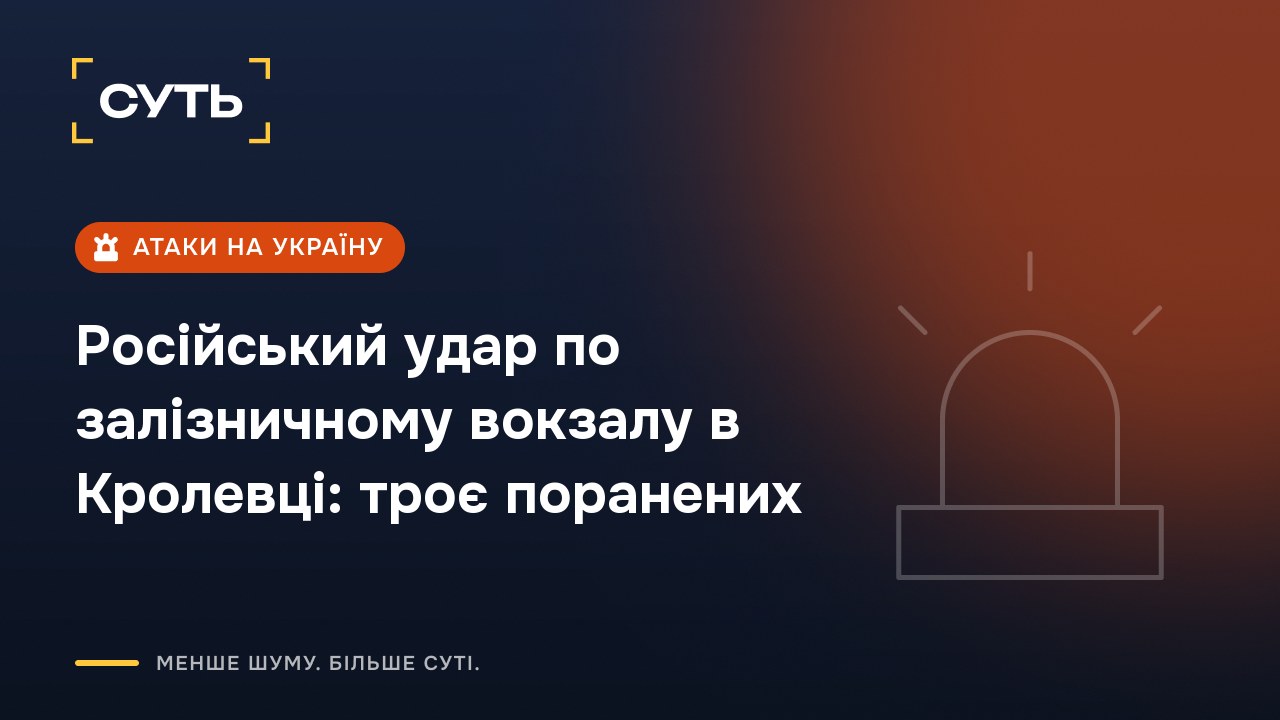 СУТЬ
АТАКИ НА УКРАЇНУ
Російський удар по
залізничному вокзалу в
Кролевці: троє поранених
МЕНШЕ ШУМУ. БІЛЬШЕ СУТІ.